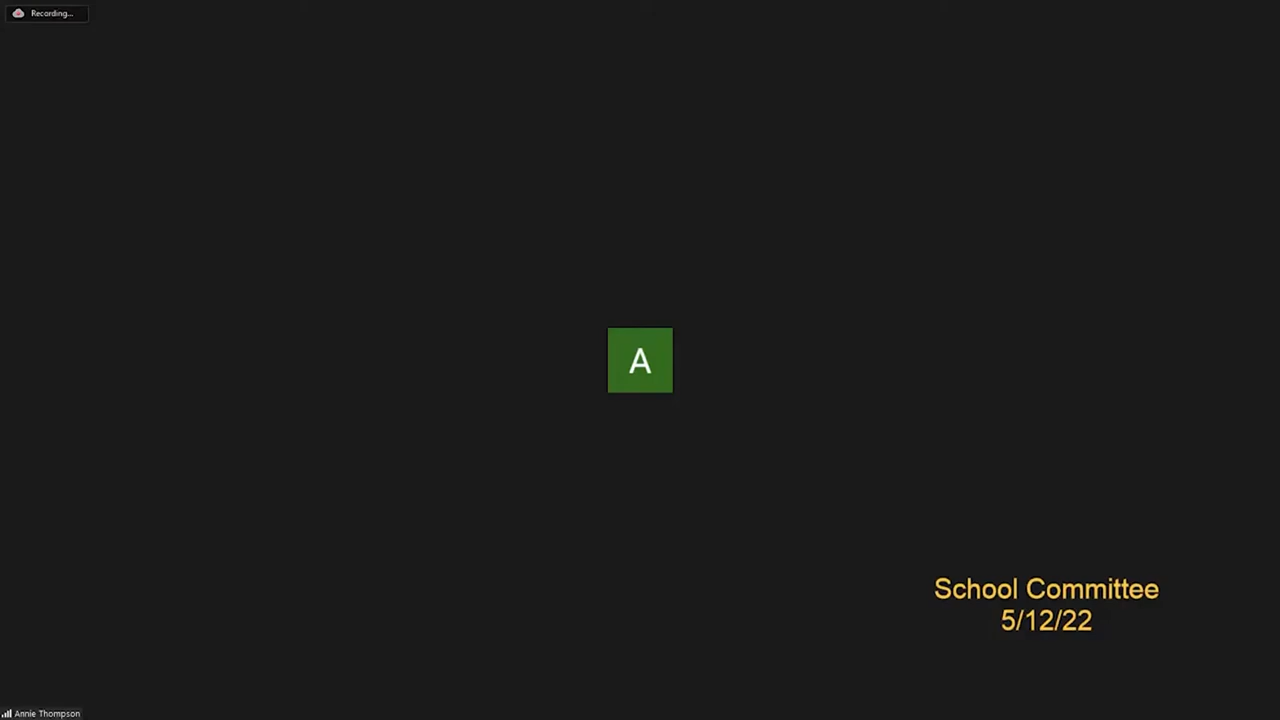 Recording...
A
School Committee
5/12/22
Annie Thompson